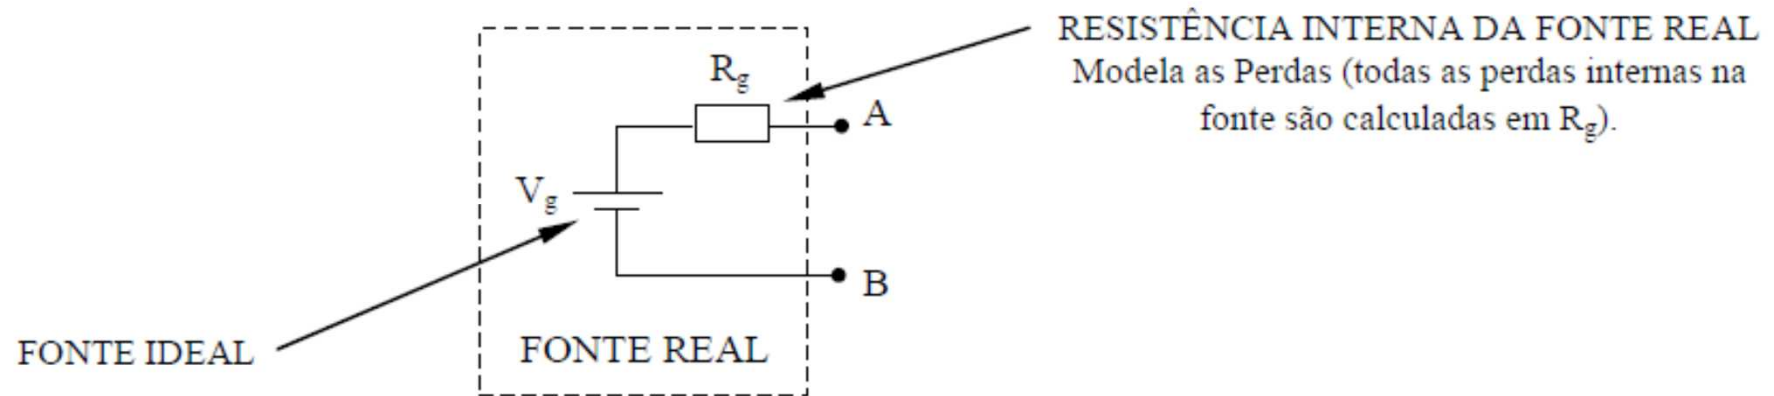 RESISTÊNCIA INTERNA DA FONTE REAL
Modela as Perdas (todas as perdas internas na
fonte são calculadas em Rg).
Rg
A
Vg
B
FONTE IDEAL
FONTE REAL